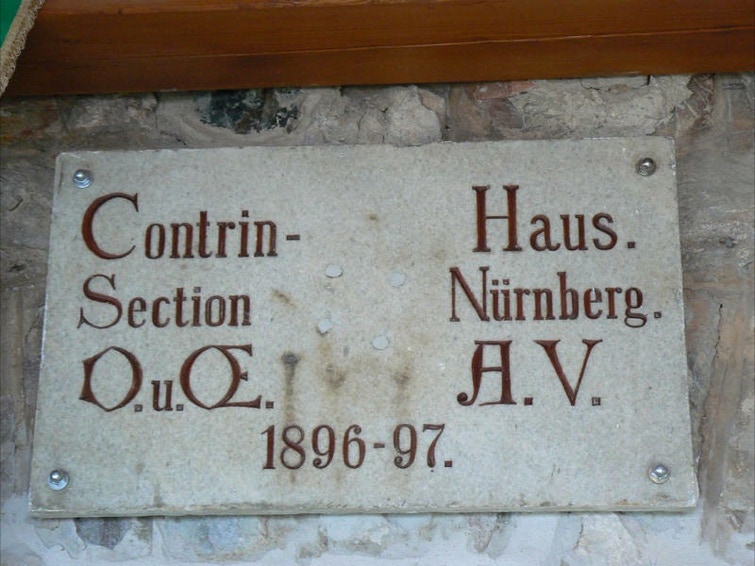 Contrin- Haus.
Section Nürnberg.
D.u.Œ. A.V.
1896-97.